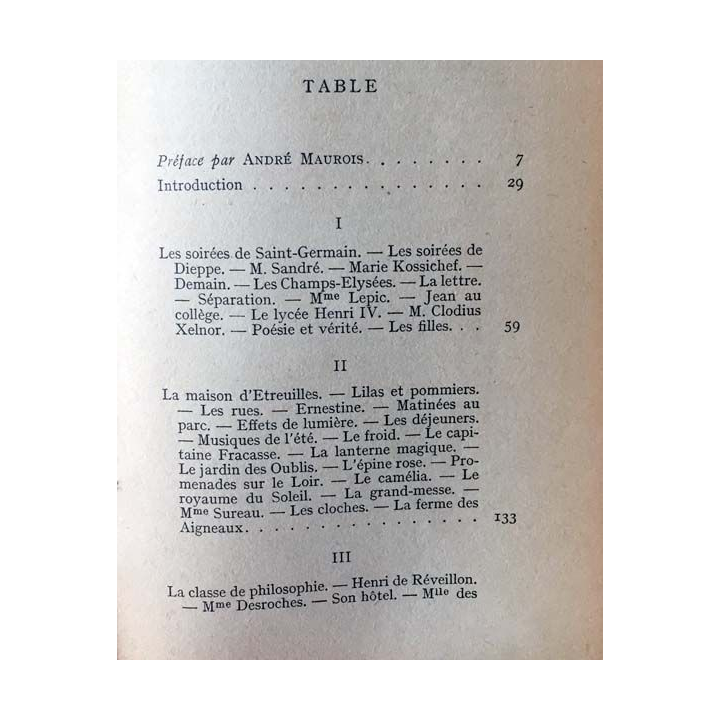 TABLE
Préface par ANDRÉ MAUROIS. . . . . . . . 7
Introduction . . . . . . . . . . . . . . . 29
I
Les soirées de Saint-Germain. — Les soirées de
Dieppe. — M. Sandré. — Marie Kossichef. —
Demain. — Les Champs-Elysées. — La lettre.
— Séparation. — Mme Lepic. — Jean au
collège. — Le lycée Henri IV. — M. Clodius
Xelnor. — Poésie et vérité. — Les filles. . . 59
II
La maison d'Etreuilles. — Lilas et pommiers.
— Les rues. — Ernestine. — Matinées au
parc. — Effets de lumière. — Les déjeuners.
— Musiques de l'été. — Le froid. — Le capi-
taine Fracasse. — La lanterne magique. —
Le jardin des Oublis. — L'épine rose. — Pro-
menades sur le Loir. — Le camélia. — Le
royaume du Soleil. — La grand-messe. —
Mme Sureau. — Les cloches. — La ferme des
Aigneaux. . . . . . . . . . . . . . . . . 133
III
La classe de philosophie. — Henri de Réveillon.
— Mme Desroches. — Son hôtel. — Mlle des